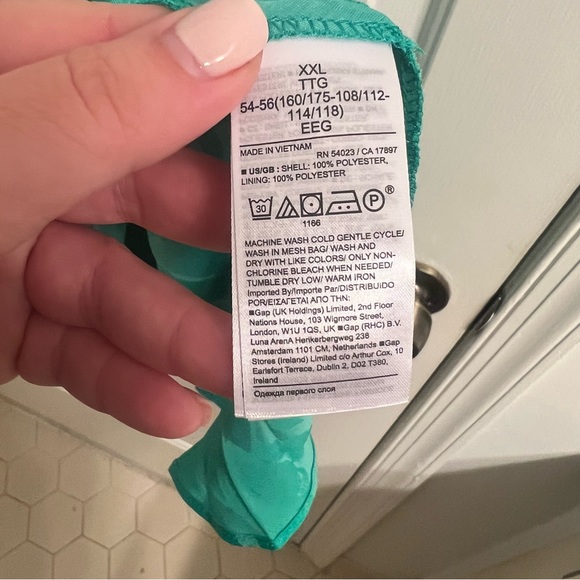 XXL
TTG
54-56(160/175-108/112-
114/118)
EEG
MADE IN VIETNAM
RN 54023 / CA 17897
■ US/GB : SHELL: 100% POLYESTER,
LINING: 100% POLYESTER
30 P ®
1166
MACHINE WASH COLD GENTLE CYCLE/
WASH IN MESH BAG/ WASH AND
DRY WITH LIKE COLORS/ ONLY NON-
CHLORINE BLEACH WHEN NEEDED/
TUMBLE DRY LOW/ WARM IRON
Imported By/Importe Par/DISTRIBUIDO
POR/ΕΙΣΑΓΕΤΑΙ ΑΠΟ ΤΗΝ:
■Gap (UK Holdings) Limited, 2nd Floor
Nations House, 103 Wigmore Street,
London, W1U 1QS, UK ■Gap (RHC) B.V.
Luna ArenA Herikerbergweg 238
Amsterdam 1101 CM, Netherlands ■Gap
Stores (Ireland) Limited c/o Arthur Cox, 10
Earlsfort Terrace, Dublin 2, D02 T380,
Ireland
Одежда первого слоя